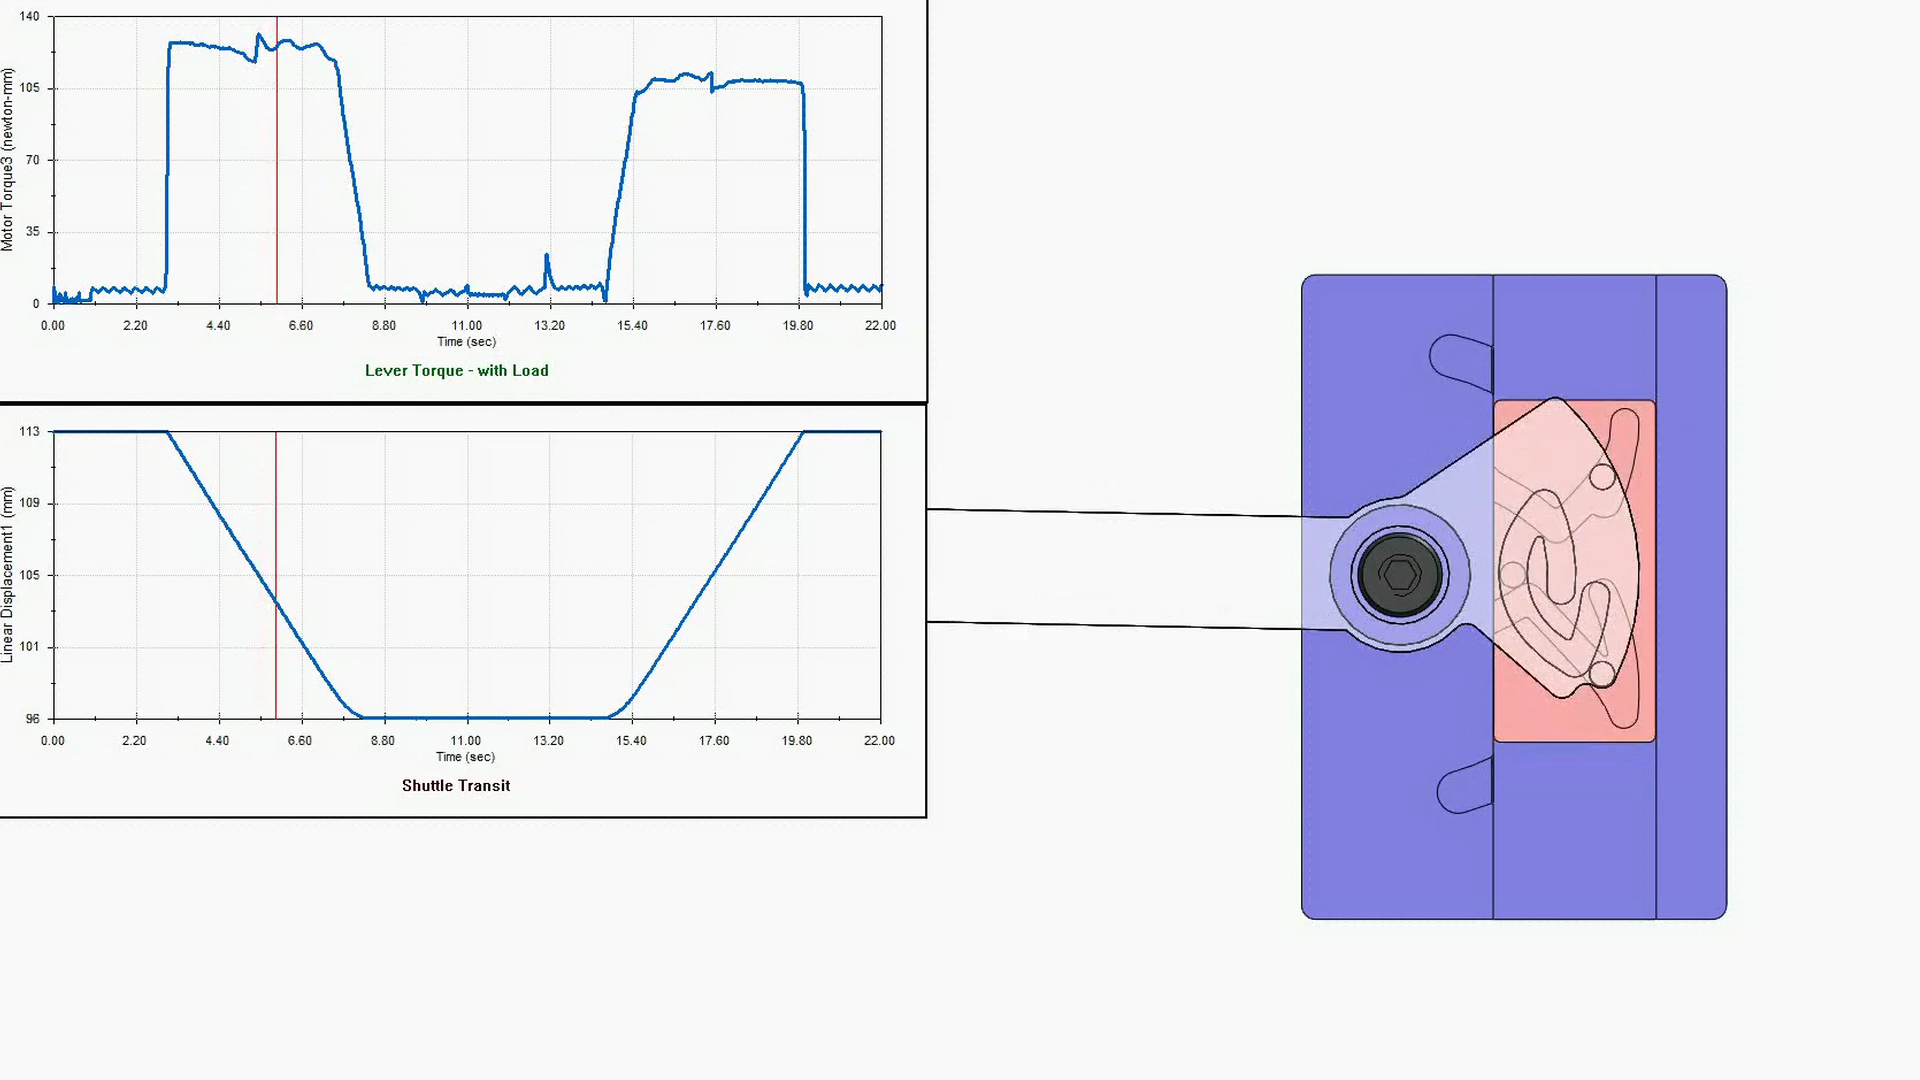 140
105
70
35
0
Motor Torque3 (newton-mm)
0.00 2.20 4.40 6.60 8.80 11.00 13.20 15.40 17.60 19.80 22.00
Time (sec)
Lever Torque - with Load
113
109
105
101
96
Linear Displacement1 (mm)
0.00 2.20 4.40 6.60 8.80 11.00 13.20 15.40 17.60 19.80 22.00
Time (sec)
Shuttle Transit